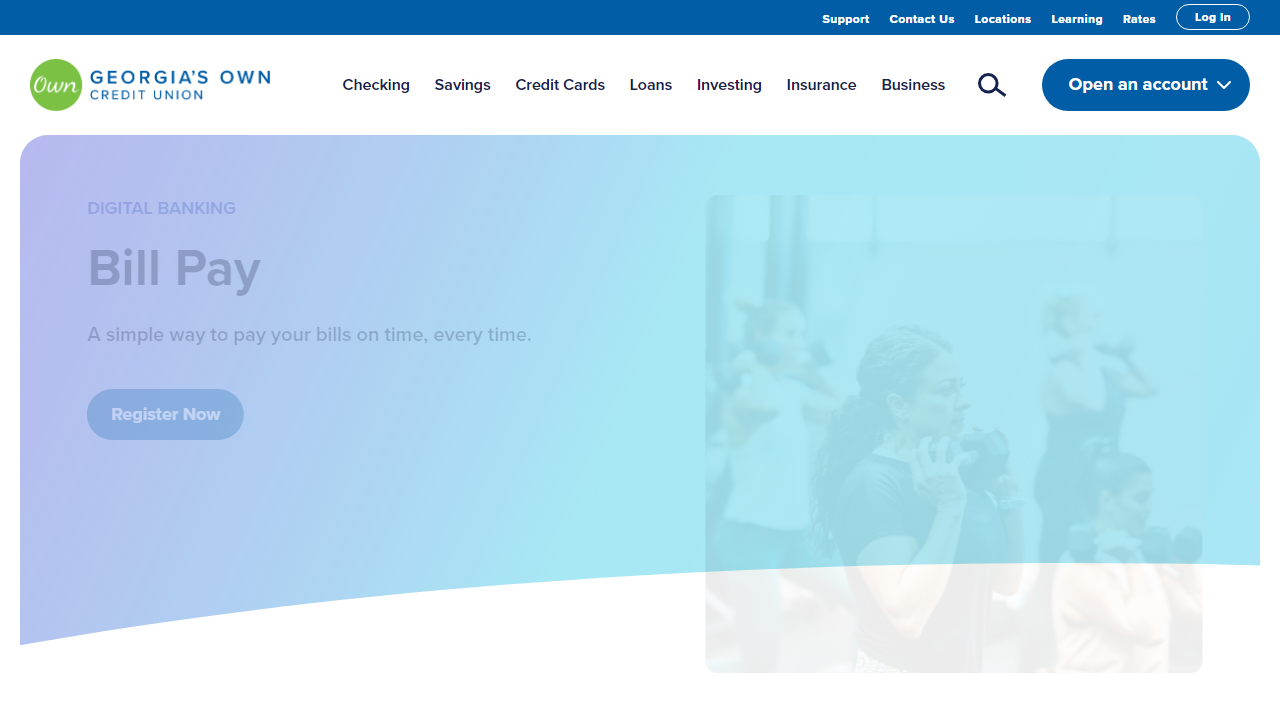 Support Contact Us Locations Learning Rates Log In
Own GEORGIA'S OWN
CREDIT UNION
Checking Savings Credit Cards Loans Investing Insurance Business Open an account
DIGITAL BANKING
Bill Pay
A simple way to pay your bills on time, every time.
Register Now